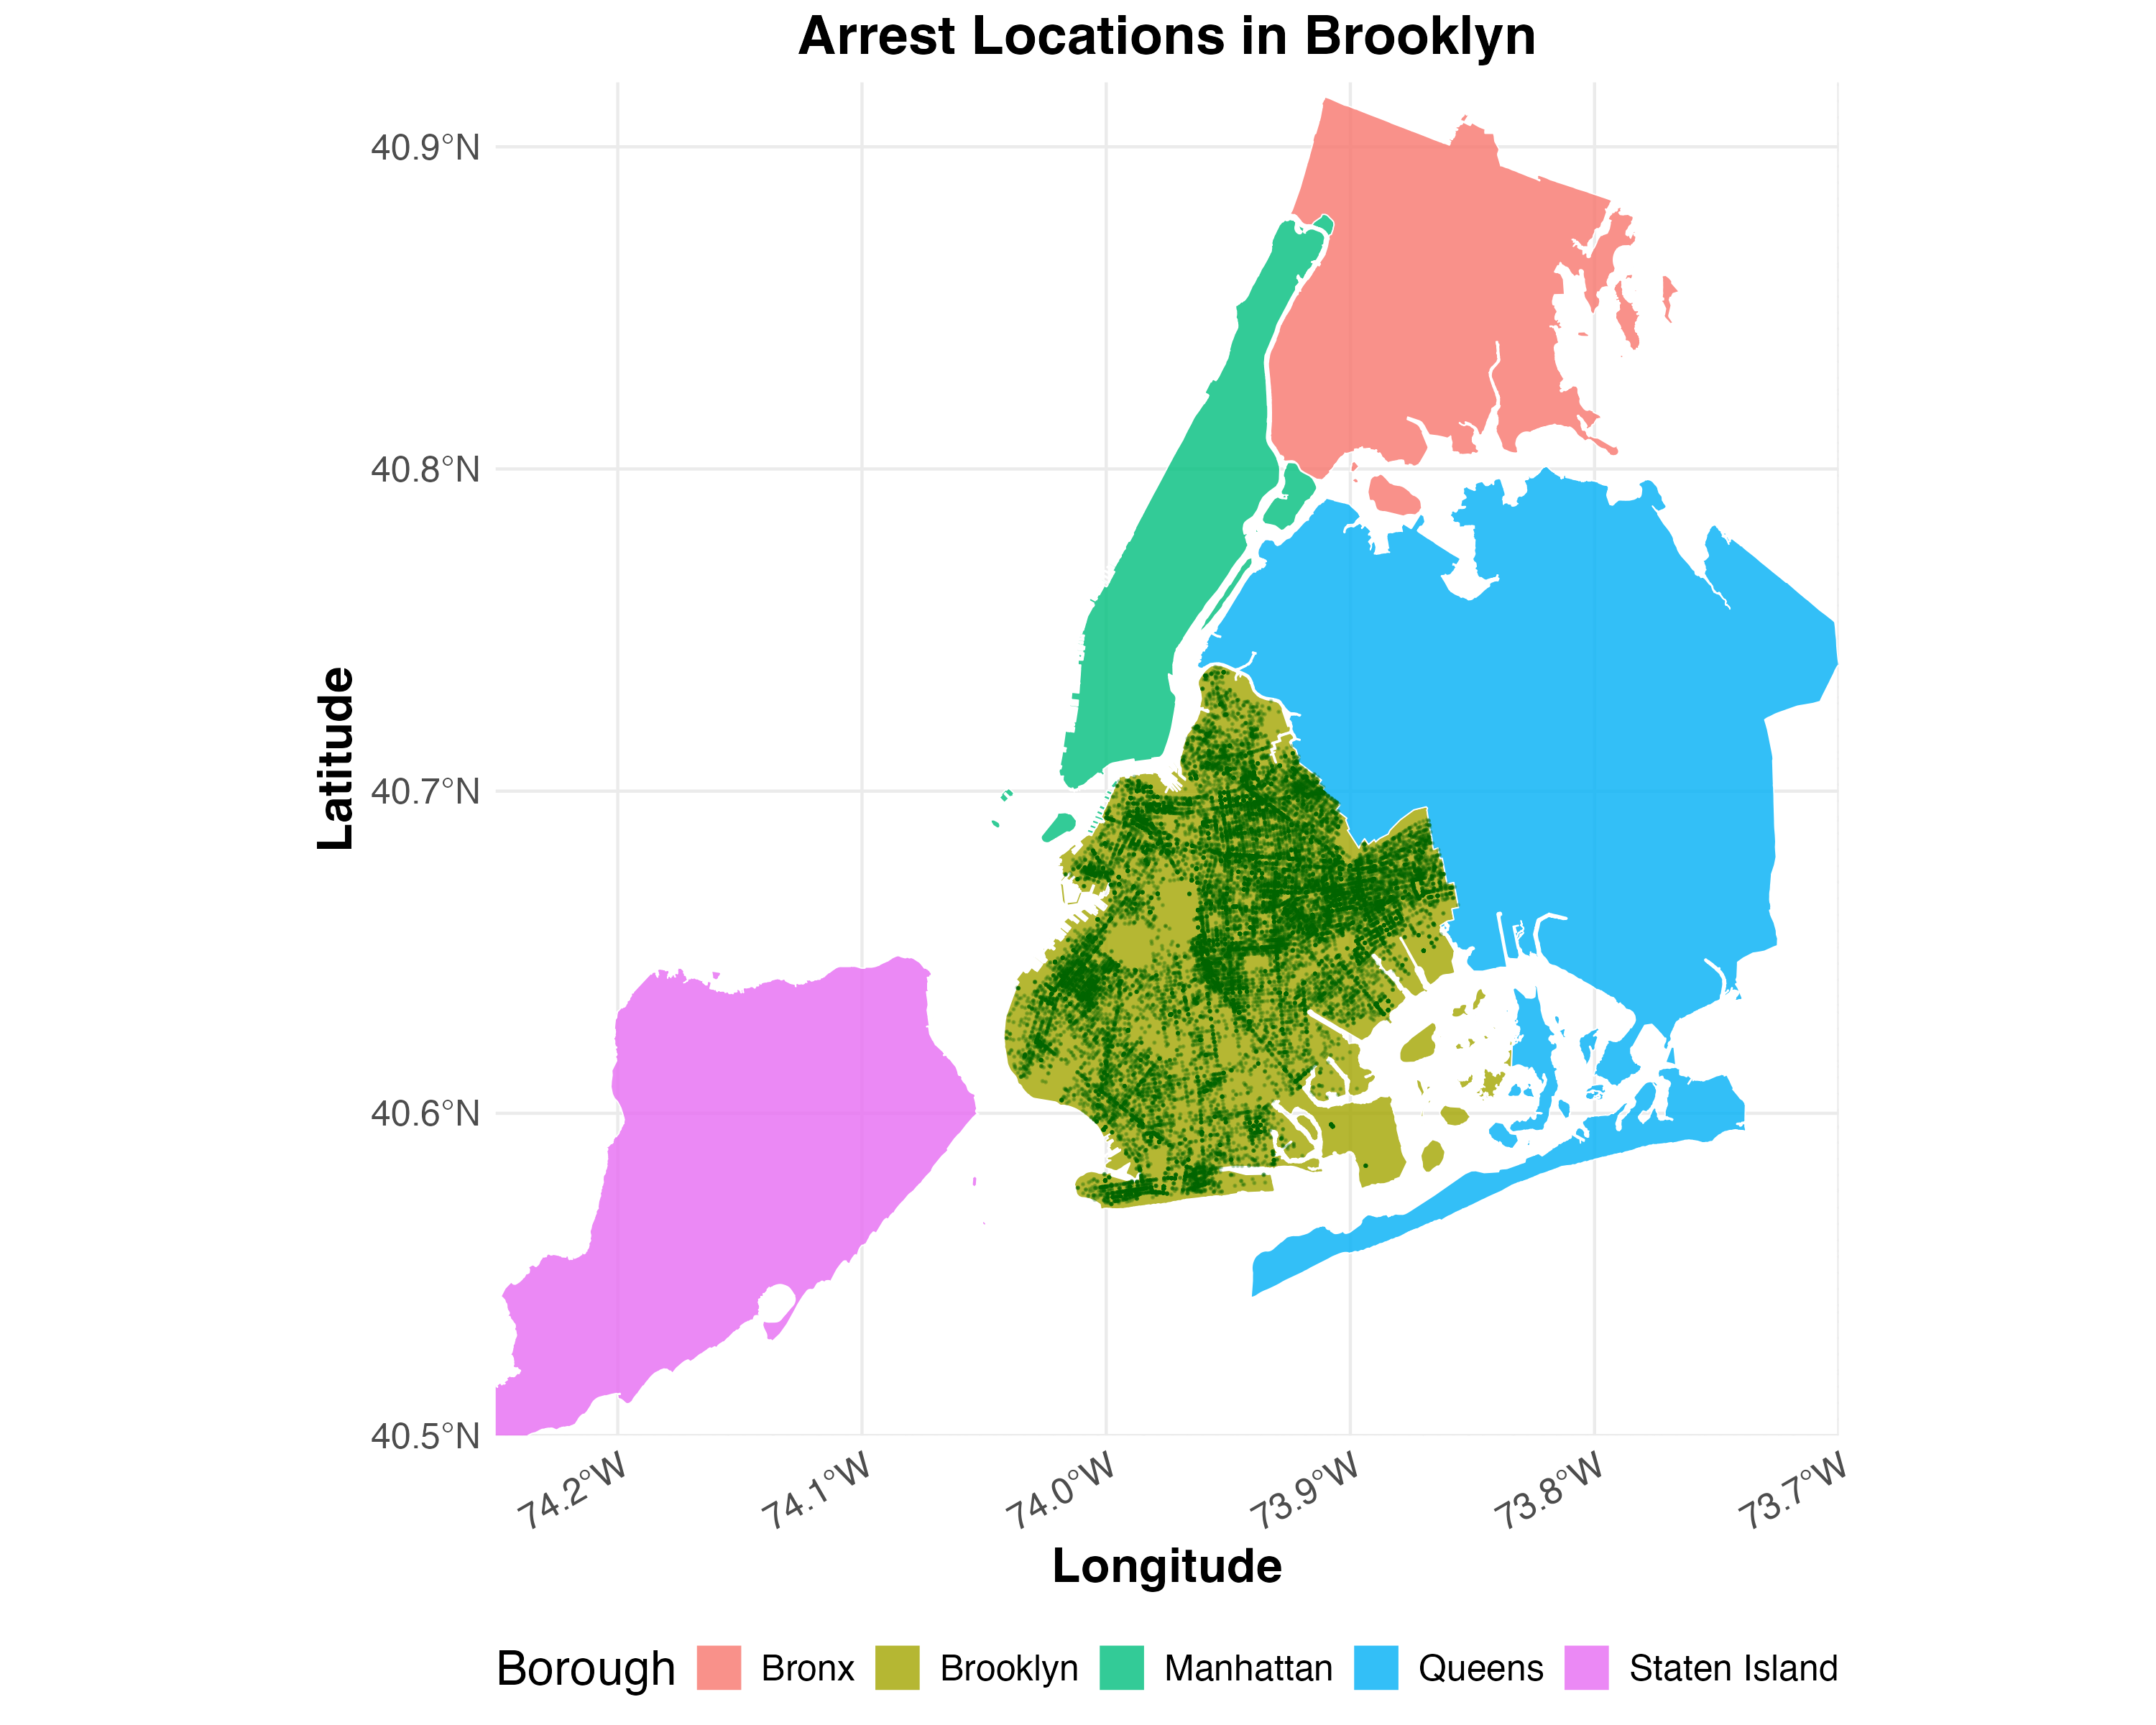 Arrest Locations in Brooklyn
40.9°N
40.8°N
40.7°N
40.6°N
40.5°N
Latitude
74.2°W
74.1°W
74.0°W
73.9°W
73.8°W
73.7°W
Longitude
Borough Bronx Brooklyn Manhattan Queens Staten Island